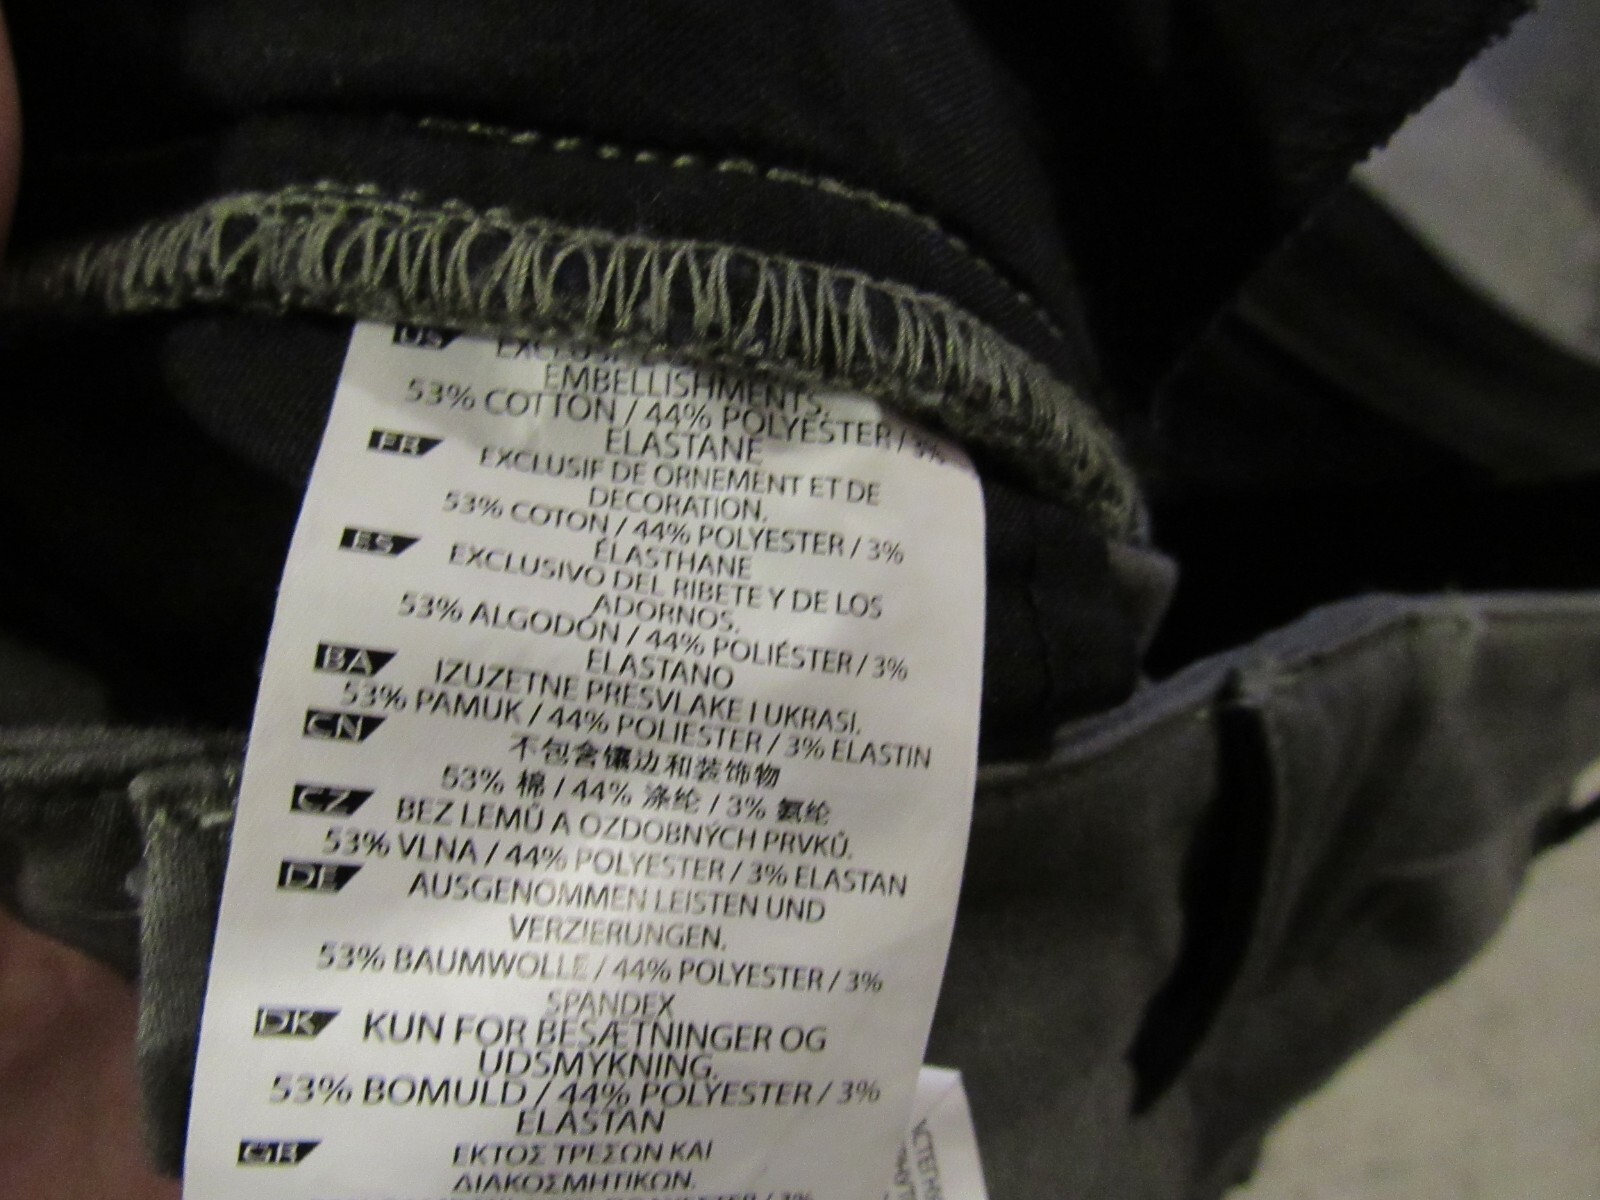 US
EMBELLISHMENTS.
53% COTTON / 44% POLYESTER / 3%
ELASTANE
FR EXCLUSIF DE ORNEMENT ET DE
DECORATION.
53% COTON / 44% POLYESTER / 3%
ÉLASTHANE
ES EXCLUSIVO DEL RIBETE Y DE LOS
ADORNOS.
53% ALGODÓN / 44% POLIÉSTER / 3%
ELASTANO
BA IZUZETNE PRESVLAKE I UKRASI.
53% PAMUK / 44% POLIESTER / 3% ELASTIN
CN 不包含镶边和装饰物
53% 棉 / 44% 涤纶 / 3% 氨纶
CZ BEZ LEMŮ A OZDOBNÝCH PRVKŮ.
53% VLNA / 44% POLYESTER / 3% ELASTAN
DE AUSGENOMMEN LEISTEN UND
VERZIERUNGEN.
53% BAUMWOLLE / 44% POLYESTER / 3%
SPANDEX
DK KUN FOR BESÆTNINGER OG
UDSMYKNING.
53% BOMULD / 44% POLYESTER / 3%
ELASTAN
ΕΚΤΟΣ ΤΡΕΣΩΝ ΚΑΙ
ΔΙΑΚΟΣΜΗΤΙΚΩΝ.